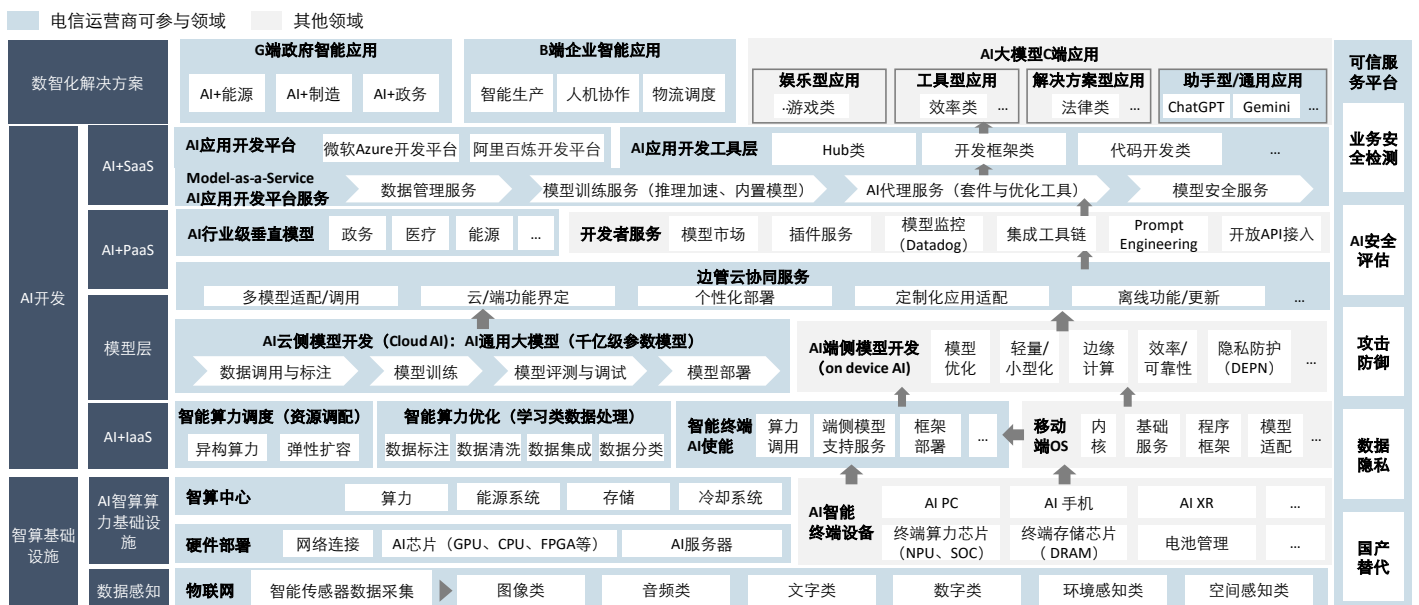 电信运营商可参与领域 其他领域
数智化解决方案
G端政府智能应用
AI+能源 AI+制造 AI+政务
B端企业智能应用
智能生产 人机协作 物流调度
AI大模型C端应用
娱乐型应用
.游戏类
工具型应用
效率类 ...
解决方案型应用
法律类 ...
助手型/通用应用
ChatGPT Gemini ...
AI开发
AI+SaaS
AI应用开发平台 微软Azure开发平台 阿里百炼开发平台
AI应用开发工具层 Hub类 开发框架类 代码开发类 ...
Model-as-a-Service
AI应用开发平台服务
数据管理服务 模型训练服务（推理加速、内置模型） AI代理服务（套件与优化工具） 模型安全服务
AI+PaaS
AI行业级垂直模型 政务 医疗 能源 ...
开发者服务 模型市场 插件服务
模型监控
（Datadog）
集成工具链
Prompt
Engineering
开放API接入
边管云协同服务
多模型适配/调用 云/端功能界定 个性化部署 定制化应用适配 离线功能/更新 ...
模型层
AI云侧模型开发（Cloud AI）：AI通用大模型（千亿级参数模型）
数据调用与标注 模型训练 模型评测与调试 模型部署
AI端侧模型开发
（on device AI）
模型
优化
轻量/
小型化
边缘
计算
效率/
可靠性
隐私防护
（DEPN）
...
AI+IaaS
智能算力调度（资源调配）
异构算力 弹性扩容
智能算力优化（学习类数据处理）
数据标注 数据清洗 数据集成 数据分类
智能终端
AI使能
算力
调用
端侧模型
支持服务
框架
部署
...
移动
端OS
内
核
基础
服务
程序
框架
模型
适配
...
智算基础
设施
AI智算算
力基础设
施
智算中心 算力 能源系统 存储 冷却系统
硬件部署 网络连接 AI芯片（GPU、CPU、FPGA等） AI服务器
AI智能
终端设备
AI PC AI 手机 AI XR ...
终端算力芯片
（NPU、SOC）
终端存储芯片
（DRAM）
电池管理 ...
数据感知
物联网 智能传感器数据采集 图像类 音频类 文字类 数字类 环境感知类 空间感知类
可信服
务平台
业务安
全检测
AI安全
评估
攻击
防御
数据
隐私
国产
替代